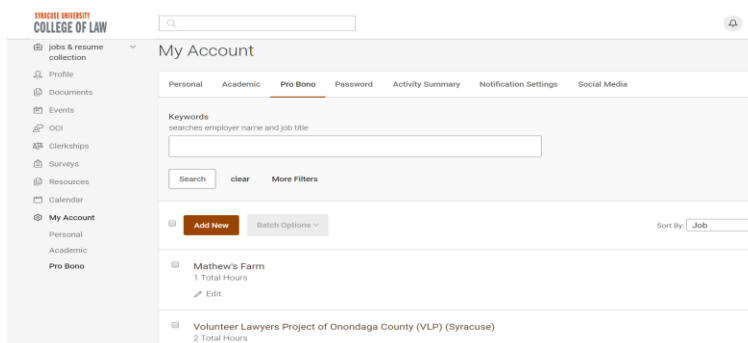 SYRACUSE UNIVERSITY
COLLEGE OF LAW
jobs & resume
collection
Profile
Documents
Events
OCI
Clerkships
Surveys
Resources
Calendar
My Account
Personal
Academic
Pro Bono
My Account
Personal Academic Pro Bono Password Activity Summary Notification Settings Social Media
Keywords
searches employer name and job title
Search clear More Filters
Add New Batch Options Sort By: Job
Mathew's Farm
1 Total Hours
Edit
Volunteer Lawyers Project of Onondaga County (VLP) (Syracuse)
2 Total Hours